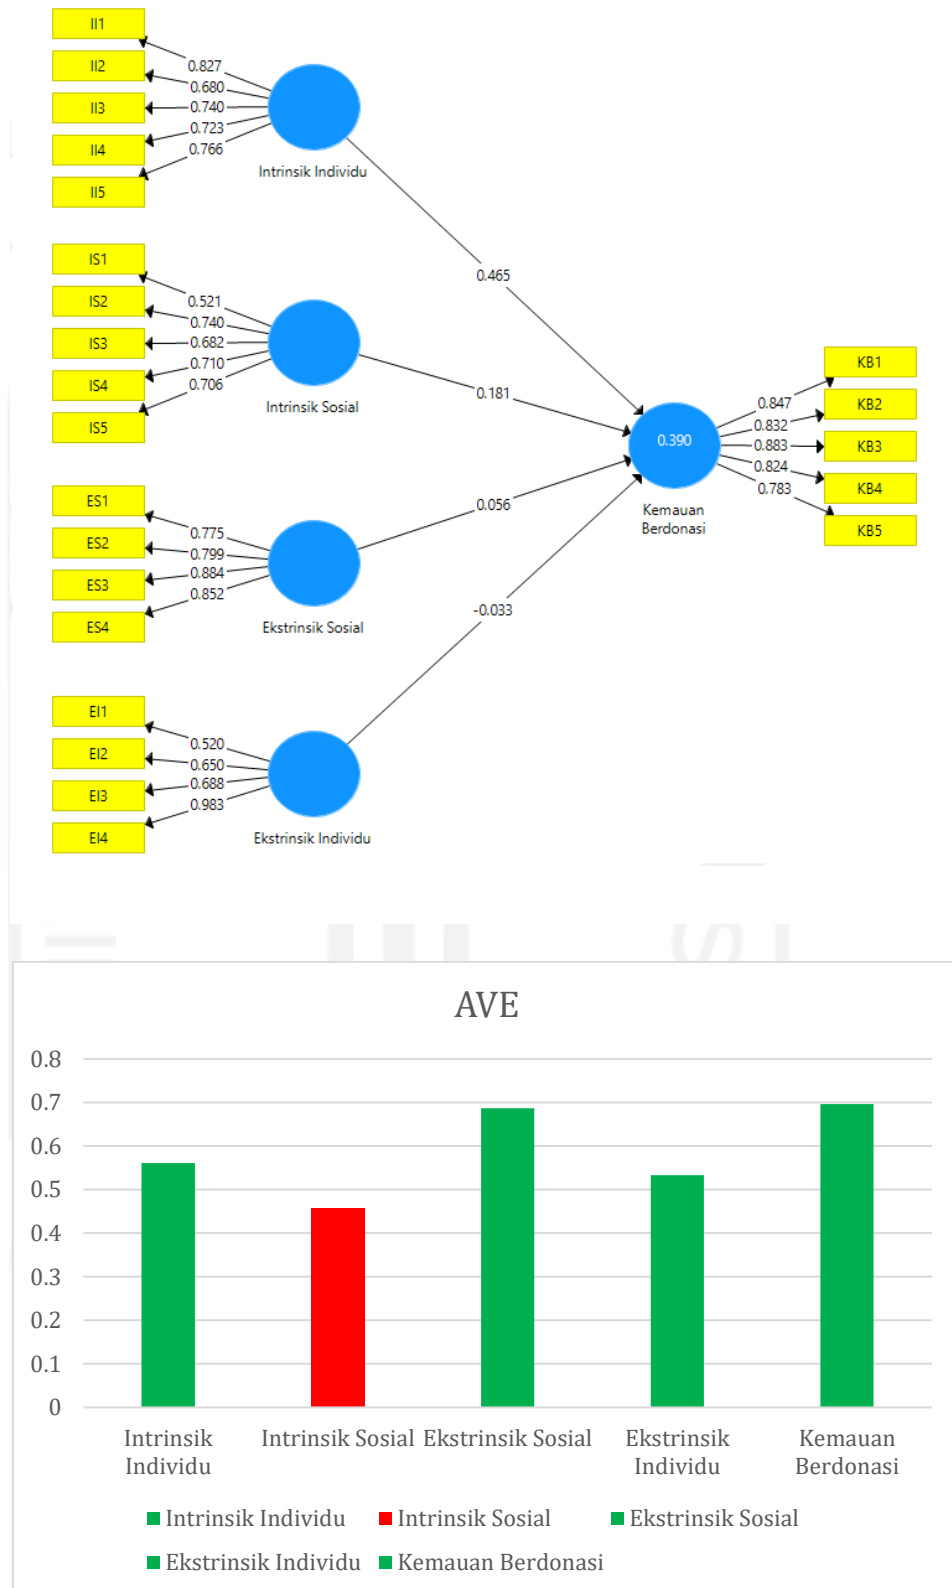 II1
II2
II3
II4
II5
0.827
0.680
0.740
0.723
0.766
Intrinsik Individu
0.465
IS1
IS2
IS3
IS4
IS5
0.521
0.740
0.682
0.710
0.706
Intrinsik Sosial
0.181
ES1
ES2
ES3
ES4
0.775
0.799
0.884
0.852
Ekstrinsik Sosial
0.056
EI1
EI2
EI3
EI4
0.520
0.650
0.688
0.983
Ekstrinsik Individu
-0.033
0.390
Kemauan
Berdonasi
0.847
0.832
0.883
0.824
0.783
KB1
KB2
KB3
KB4
KB5
AVE
0.8
0.7
0.6
0.5
0.4
0.3
0.2
0.1
0
Intrinsik
Individu
Intrinsik Sosial
Ekstrinsik Sosial
Ekstrinsik
Individu
Kemauan
Berdonasi
Intrinsik Individu
Intrinsik Sosial
Ekstrinsik Sosial
Ekstrinsik Individu
Kemauan Berdonasi